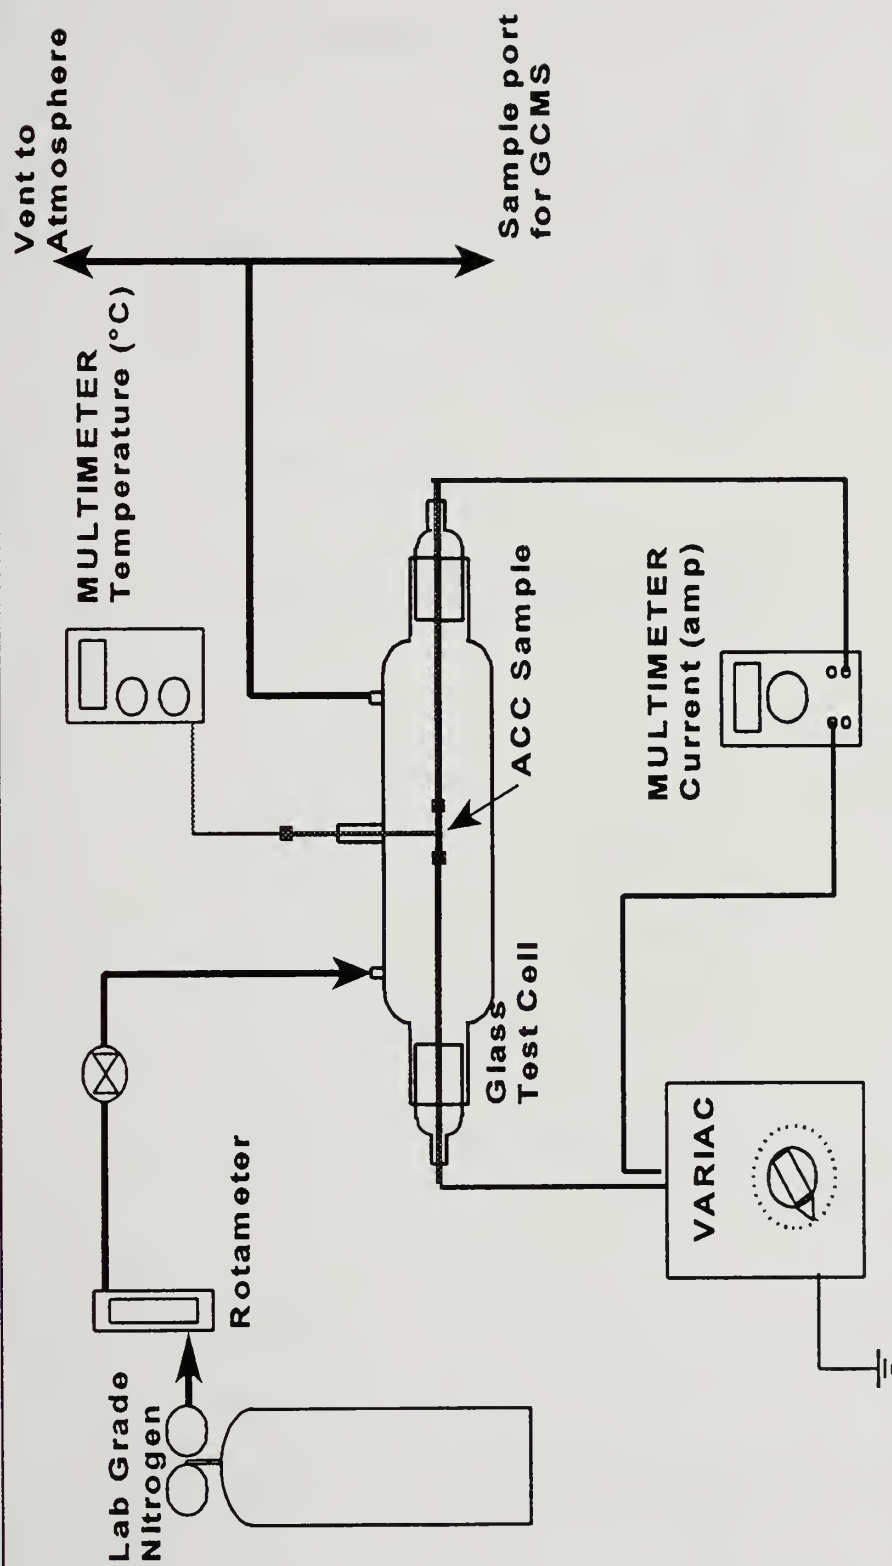 Lab Grade
Nitrogen
Rotameter
MULTIMETER
Temperature (°C)
Vent to
Atmosphere
Sample port
for GCMS
Glass
Test Cell
ACC Sample
VARIAC
MULTIMETER
Current (amp)